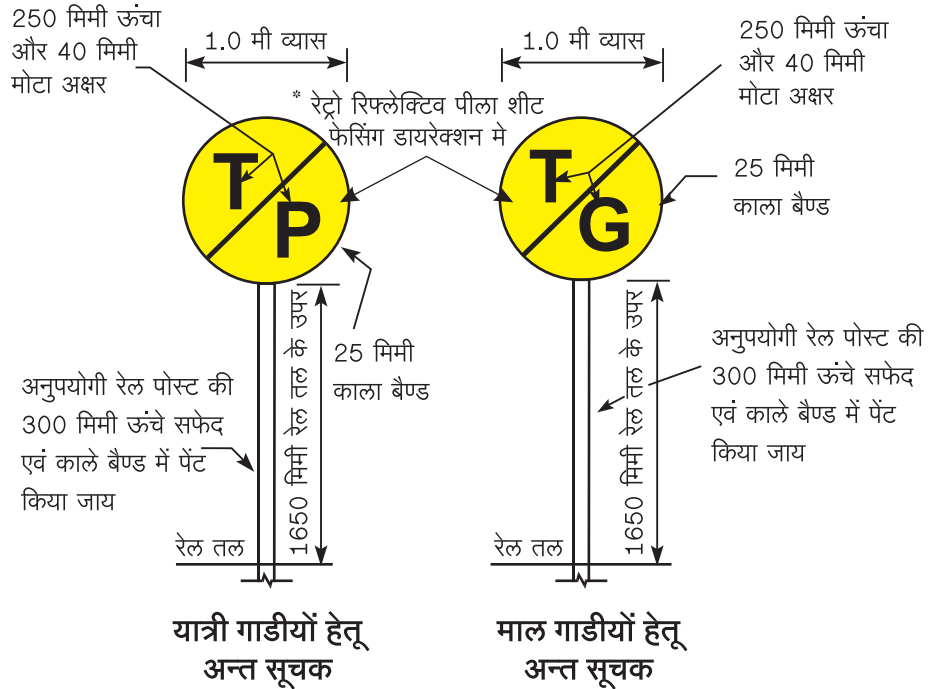 250 मिमी ऊंचा
और 40 मिमी
मोटा अक्षर
1.0 मी व्यास
1.0 मी व्यास
250 मिमी ऊंचा
और 40 मिमी
मोटा अक्षर
* रेट्रो रिफ्लेक्टिव पीला शीट
फेसिंग डायरेक्शन मे
T
P
T
G
25 मिमी
काला बैण्ड
25 मिमी
काला बैण्ड
1650 मिमी रेल तल के उपर
1650 मिमी रेल तल के उपर
अनुपयोगी रेल पोस्ट की
300 मिमी ऊंचे सफेद
एवं काले बैण्ड में पेंट
किया जाय
अनुपयोगी रेल पोस्ट की
300 मिमी ऊंचे सफेद
एवं काले बैण्ड में पेंट
किया जाय
रेल तल
रेल तल
यात्री गाडीयों हेतू
अन्त सूचक
माल गाडीयों हेतू
अन्त सूचक